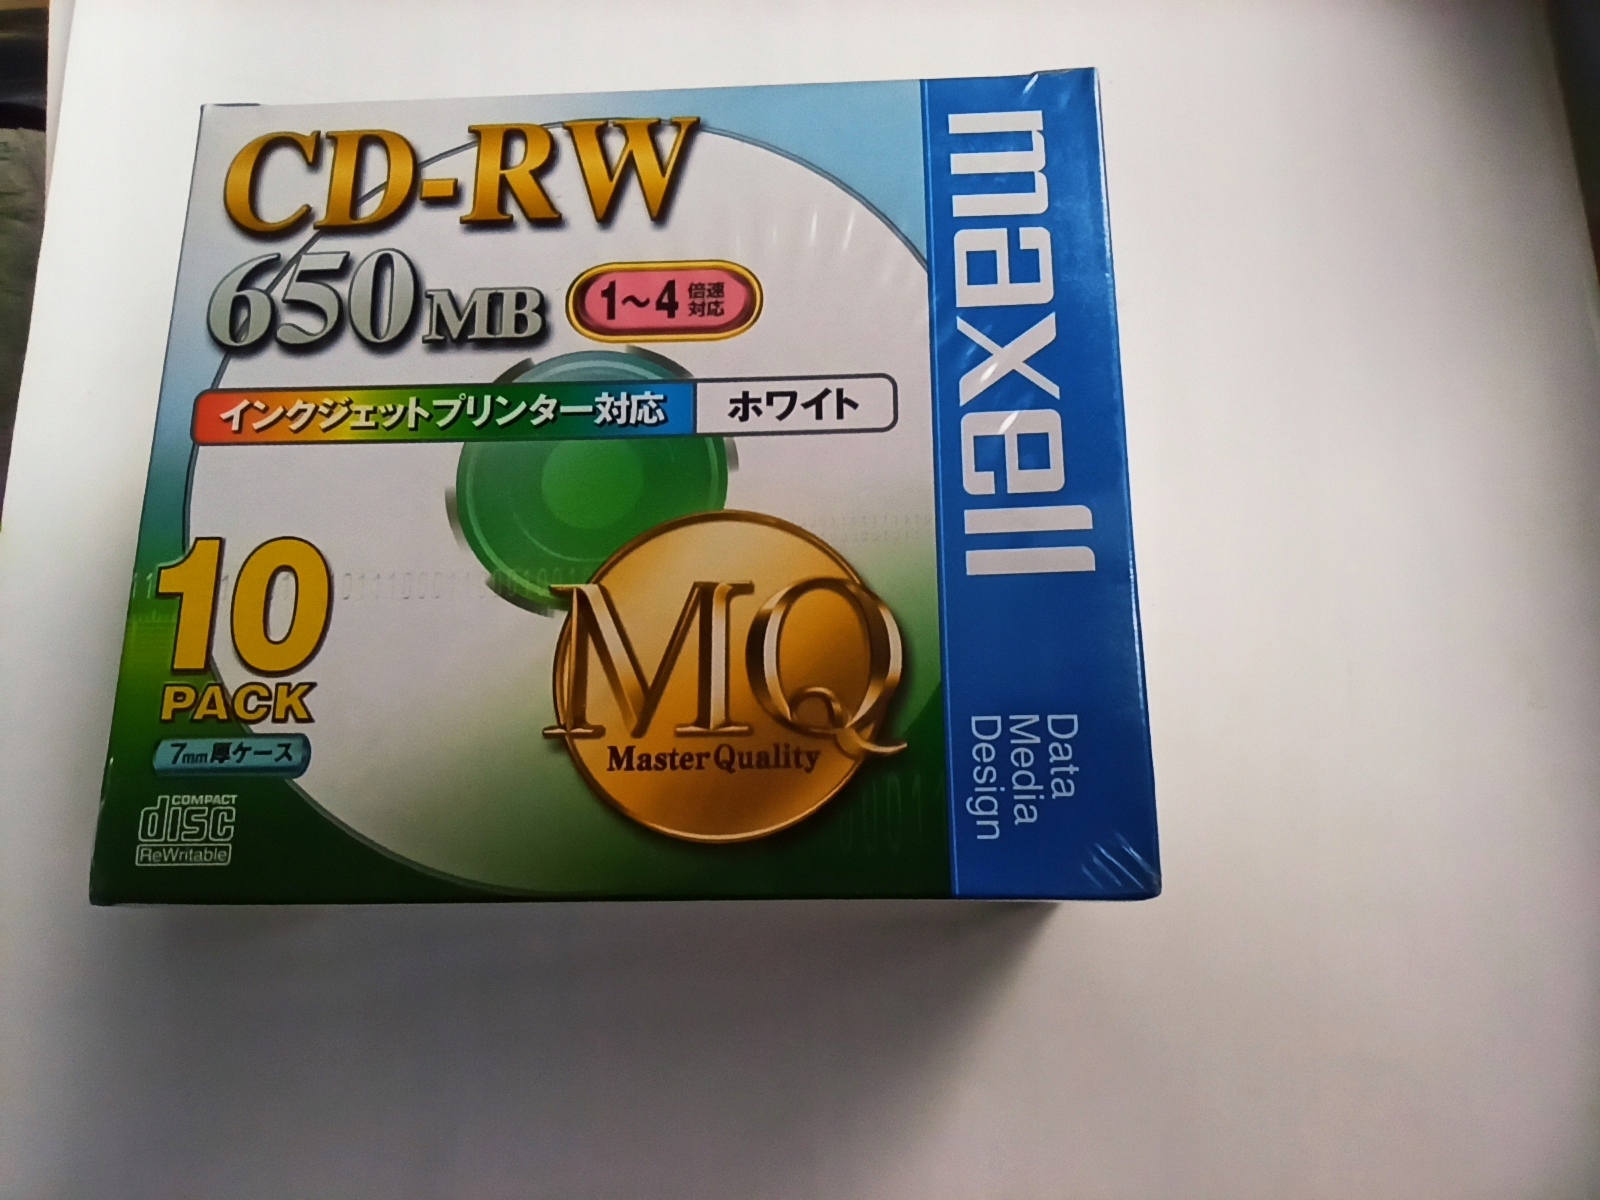 CD-RW
650MB
1～4 倍速
対応
インクジェットプリンター対応 ホワイト
10
PACK
7mm厚ケース
COMPACT
disc
ReWritable
MQ
Master Quality
maxell
Data
Media
Design